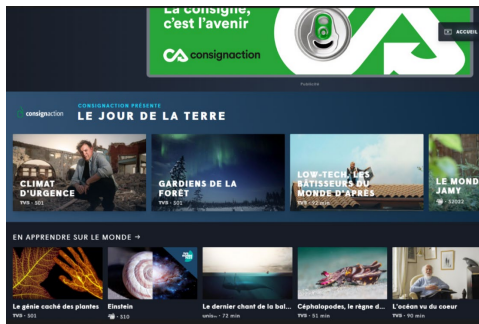 La consigne,
c'est l'avenir
consignaction
ACCUEIL
Publicité
consignaction
CONSIGNACTION PRÉSENTE
LE JOUR DE LA TERRE
CLIMAT
D'URGENCE
TV5 - S01
GARDIENS DE LA
FORÊT
TV5 - S01
LOW-TECH, LES
BÂTISSEURS DU
MONDE D'APRÈS
TV5 - 92 min
LE MOND
JAMY
- S2022
EN APPRENDRE SUR LE MONDE →
Le génie caché des plantes
TV5 - S01
Einstein
- S10
Le dernier chant de la bal...
unis - 72 min
Céphalopodes, le règne d...
TV5 - 51 min
L'océan vu du coeur
TV5 - 90 min